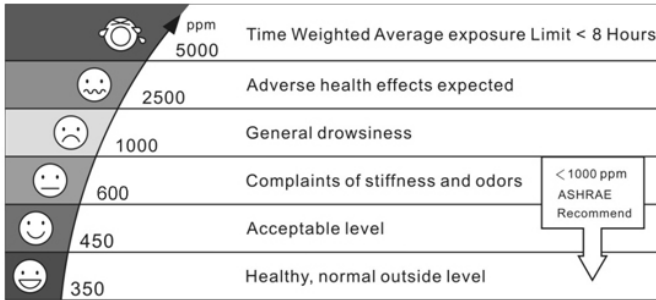 ppm
5000 Time Weighted Average exposure Limit < 8 Hours
2500 Adverse health effects expected
1000 General drowsiness
600 Complaints of stiffness and odors
<1000 ppm
ASHRAE
Recommend
450 Acceptable level
350 Healthy, normal outside level